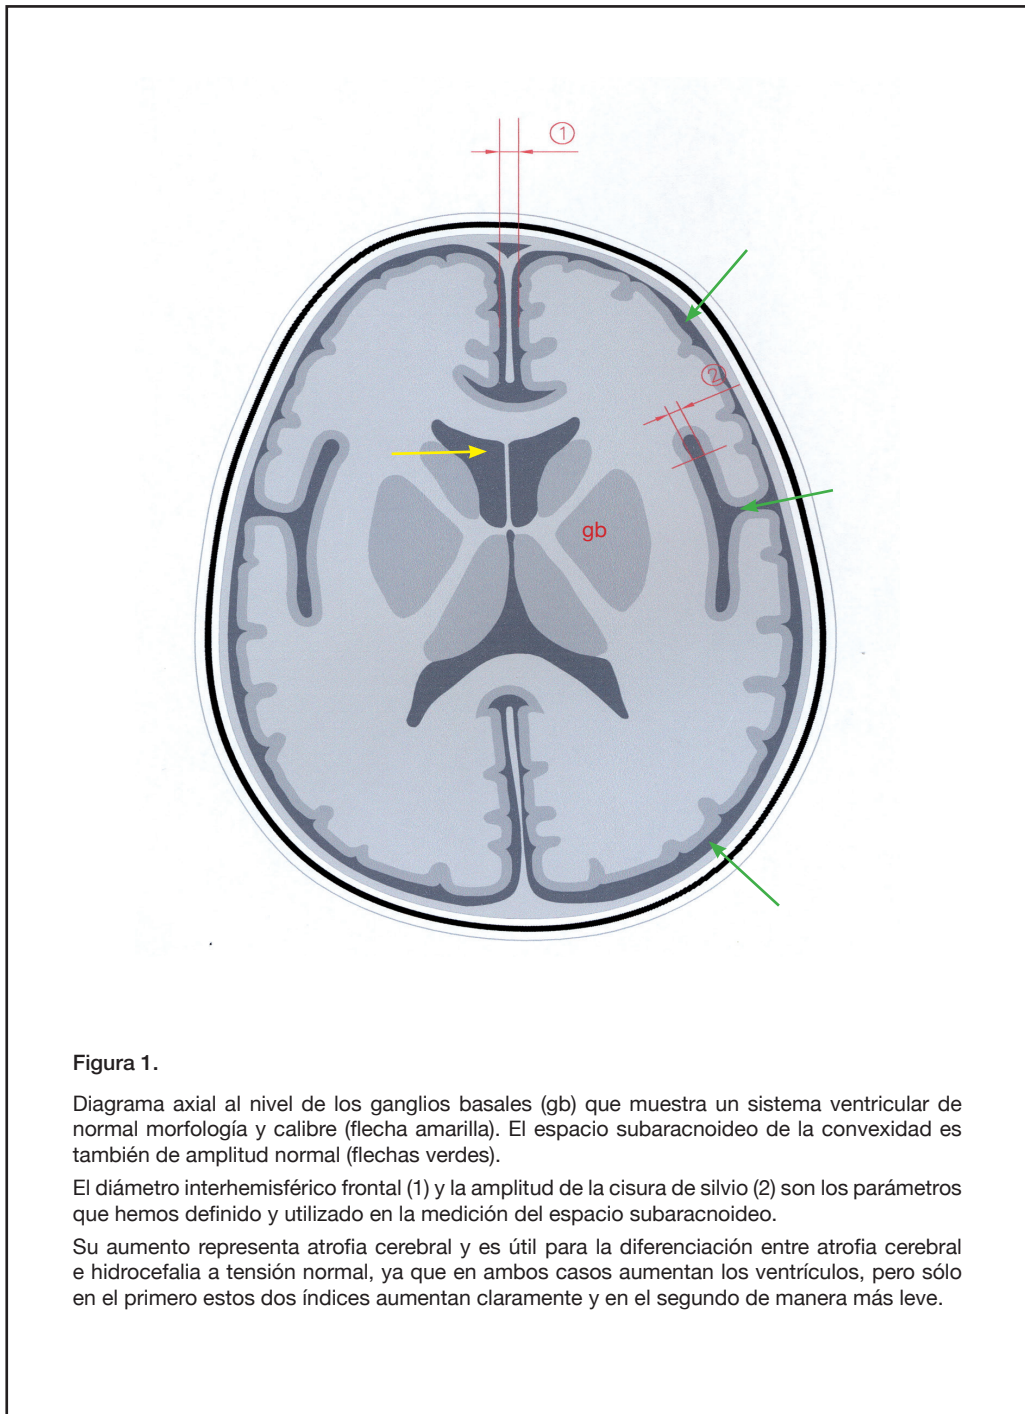 1
2
gb
Figura 1.
Diagrama axial al nivel de los ganglios basales (gb) que muestra un sistema ventricular de
normal morfología y calibre (flecha amarilla). El espacio subaracnoideo de la convexidad es
también de amplitud normal (flechas verdes).
El diámetro interhemisférico frontal (1) y la amplitud de la cisura de silvio (2) son los parámetros
que hemos definido y utilizado en la medición del espacio subaracnoideo.
Su aumento representa atrofia cerebral y es útil para la diferenciación entre atrofia cerebral
e hidrocefalia a tensión normal, ya que en ambos casos aumentan los ventrículos, pero sólo
en el primero estos dos índices aumentan claramente y en el segundo de manera más leve.